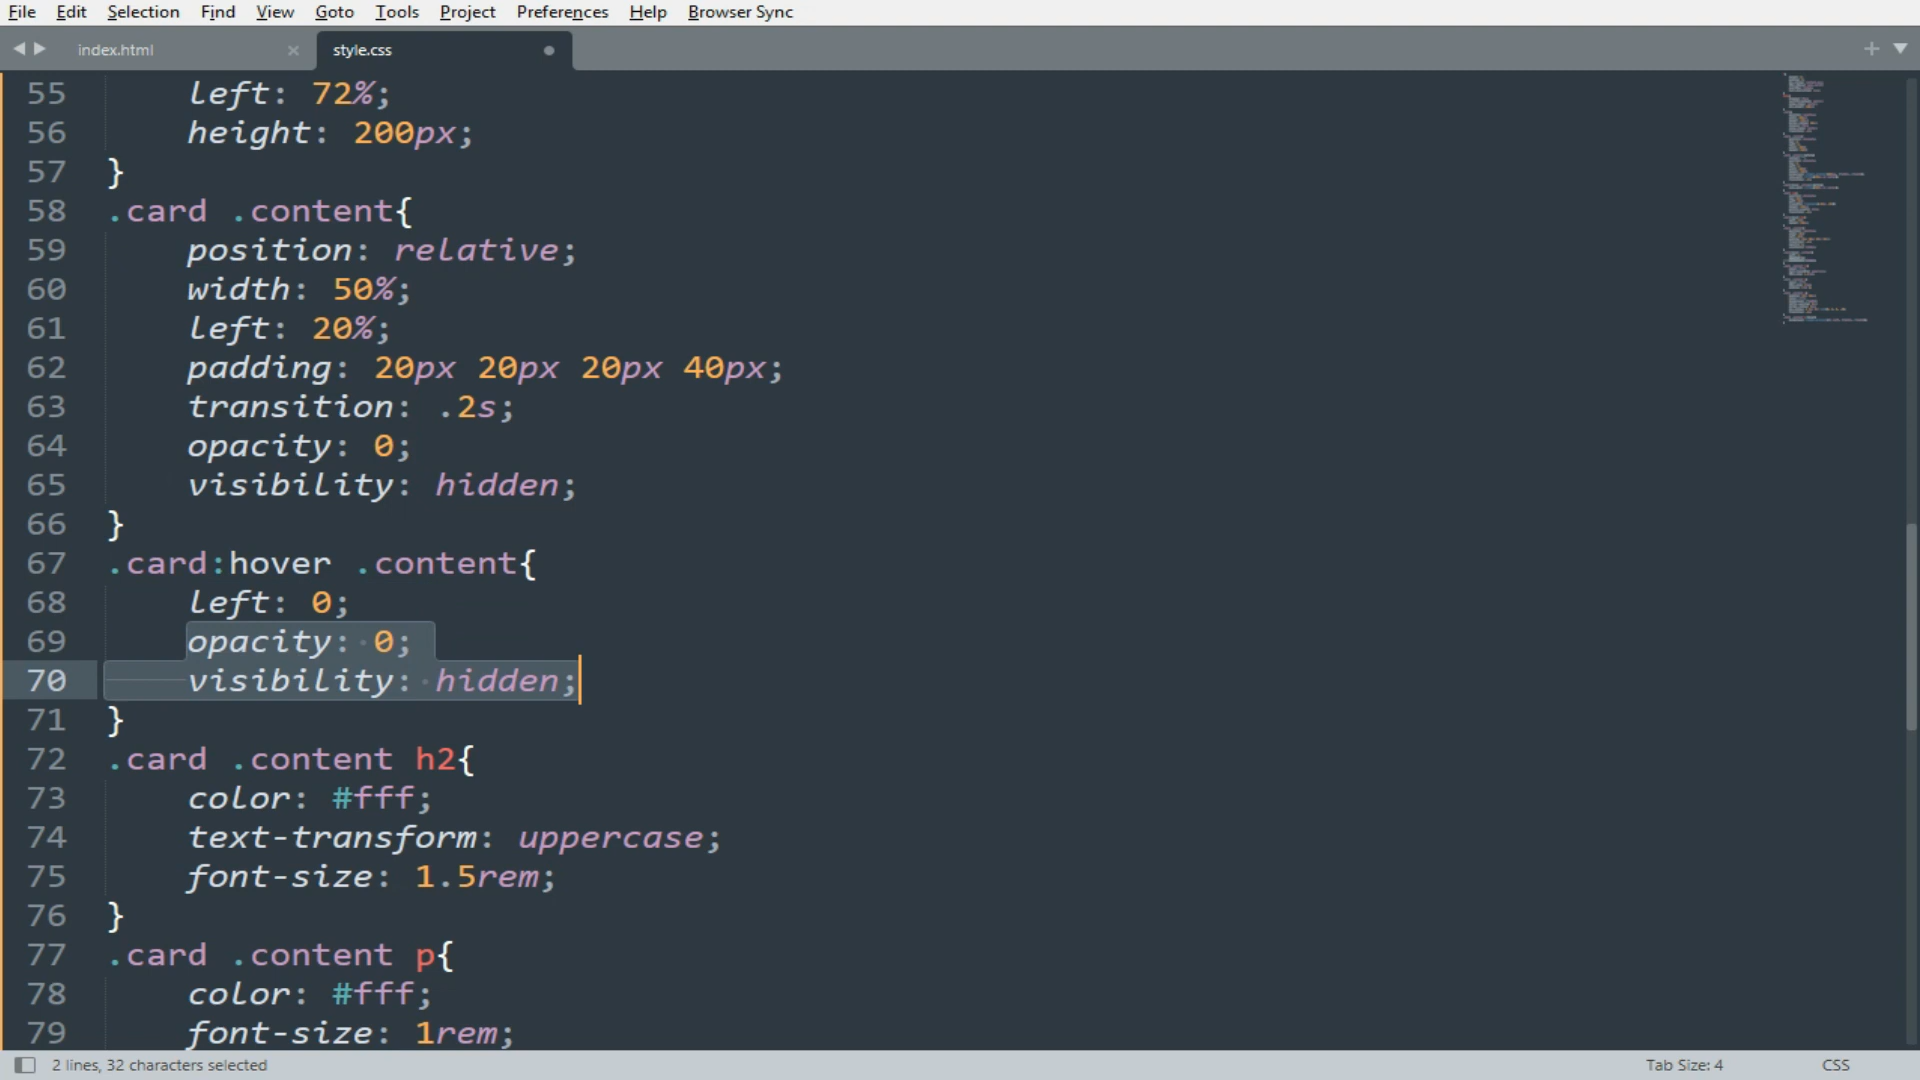 File Edit Selection Find View Goto Tools Project Preferences Help Browser Sync
index.html style.css
55 left: 72%;
56 height: 200px;
57 }
58 .card .content{
59 position: relative;
60 width: 50%;
61 left: 20%;
62 padding: 20px 20px 20px 40px;
63 transition: .2s;
64 opacity: 0;
65 visibility: hidden;
66 }
67 .card:hover .content{
68 left: 0;
69 opacity: 0;
70 visibility: hidden;
71 }
72 .card .content h2{
73 color: #fff;
74 text-transform: uppercase;
75 font-size: 1.5rem;
76 }
77 .card .content p{
78 color: #fff;
79 font-size: 1rem;
2 lines, 32 characters selected Tab Size: 4 CSS